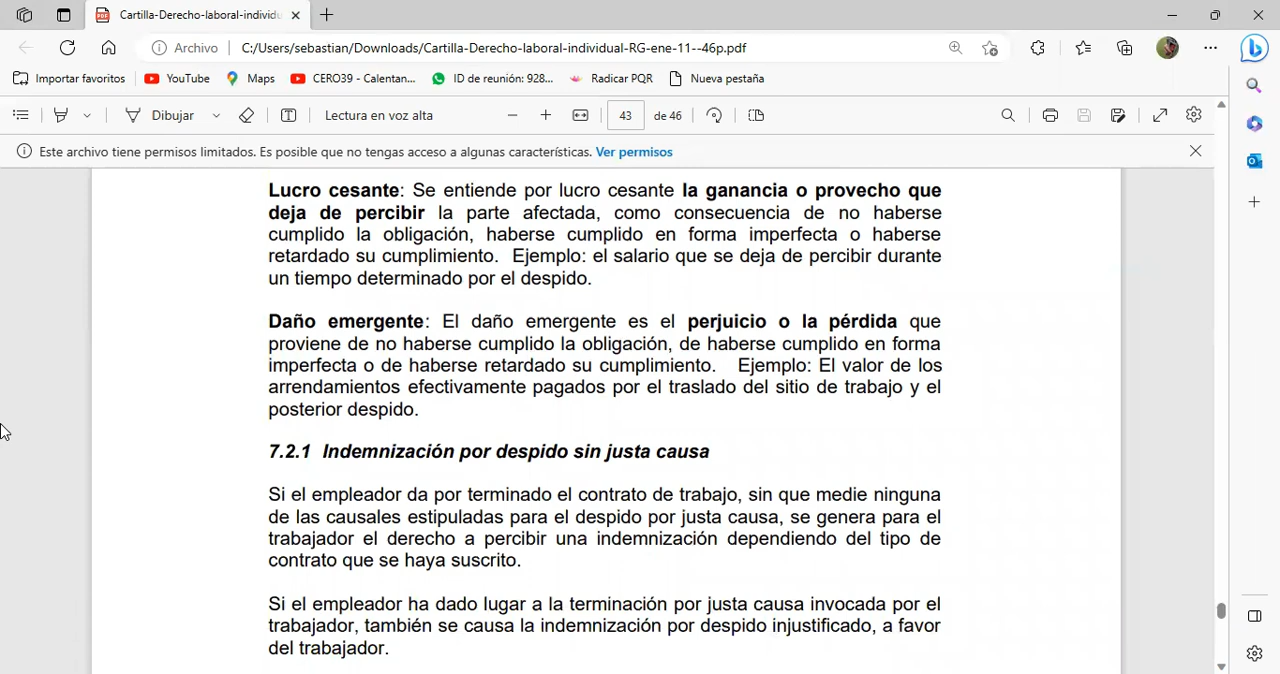 Cartilla-Derecho-laboral-individu
Archivo C:/Users/sebastian/Downloads/Cartilla-Derecho-laboral-individual-RG-ene-11--46p.pdf
Importar favoritos YouTube Maps CERO39 - Calentan... ID de reunión: 928... Radicar PQR Nueva pestaña
Dibujar Lectura en voz alta 43 de 46
Este archivo tiene permisos limitados. Es posible que no tengas acceso a algunas características. Ver permisos
Lucro cesante: Se entiende por lucro cesante la ganancia o provecho que
deja de percibir la parte afectada, como consecuencia de no haberse
cumplido la obligación, haberse cumplido en forma imperfecta o haberse
retardado su cumplimiento. Ejemplo: el salario que se deja de percibir durante
un tiempo determinado por el despido.
Daño emergente: El daño emergente es el perjuicio o la pérdida que
proviene de no haberse cumplido la obligación, de haberse cumplido en forma
imperfecta o de haberse retardado su cumplimiento. Ejemplo: El valor de los
arrendamientos efectivamente pagados por el traslado del sitio de trabajo y el
posterior despido.
7.2.1 Indemnización por despido sin justa causa
Si el empleador da por terminado el contrato de trabajo, sin que medie ninguna
de las causales estipuladas para el despido por justa causa, se genera para el
trabajador el derecho a percibir una indemnización dependiendo del tipo de
contrato que se haya suscrito.
Si el empleador ha dado lugar a la terminación por justa causa invocada por el
trabajador, también se causa la indemnización por despido injustificado, a favor
del trabajador.